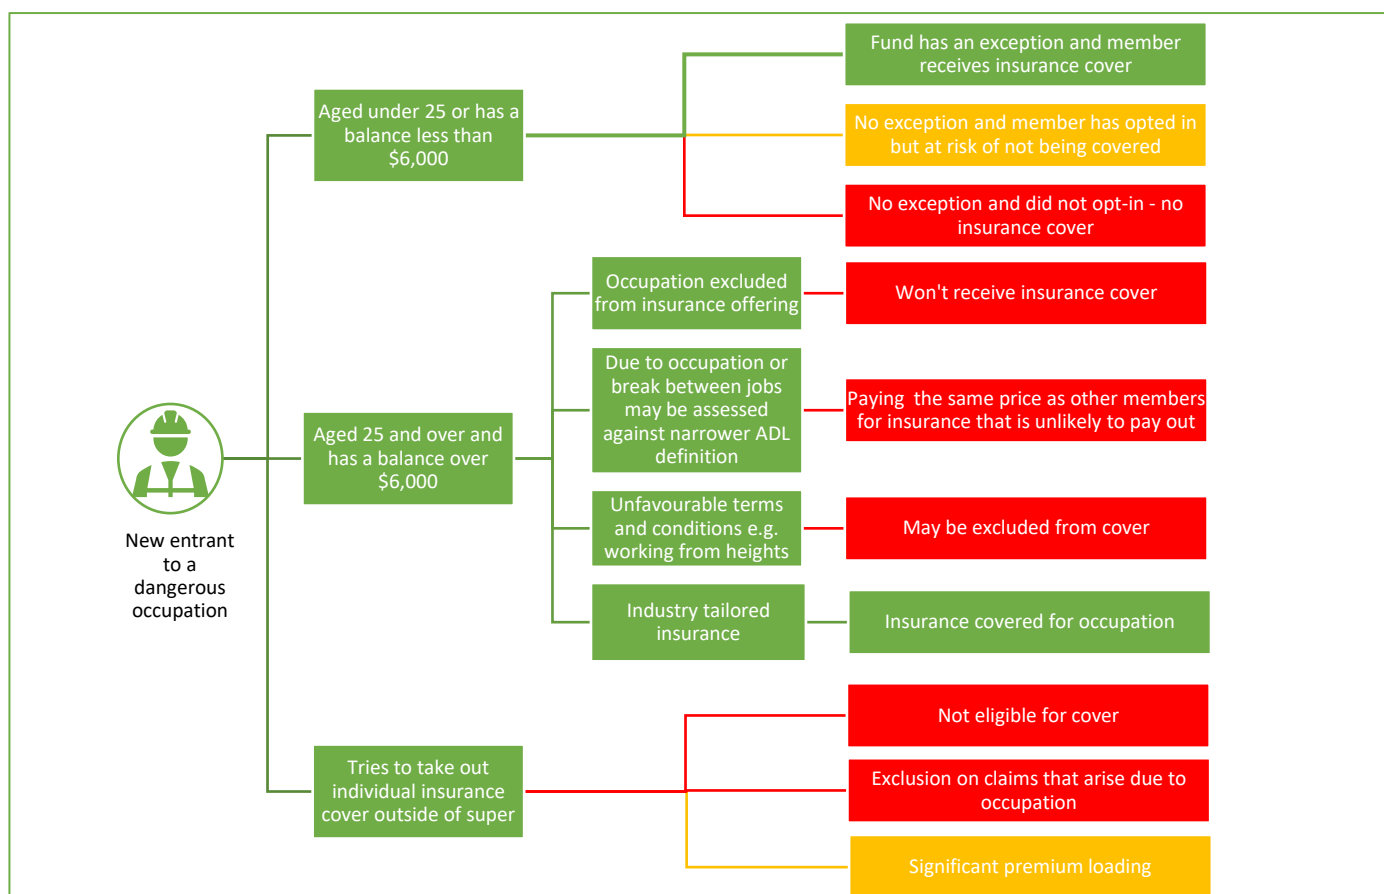 New entrant
to a
dangerous
occupation
Aged under 25 or has a
balance less than
$6,000
Fund has an exception and member
receives insurance cover
No exception and member has opted in
but at risk of not being covered
No exception and did not opt-in - no
insurance cover
Aged 25 and over and
has a balance over
$6,000
Occupation excluded
from insurance offering
Won't receive insurance cover
Due to occupation or
break between jobs
may be assessed
against narrower ADL
definition
Paying the same price as other members
for insurance that is unlikely to pay out
Unfavourable terms
and conditions e.g.
working from heights
May be excluded from cover
Industry tailored
insurance
Insurance covered for occupation
Tries to take out
individual insurance
cover outside of super
Not eligible for cover
Exclusion on claims that arise due to
occupation
Significant premium loading